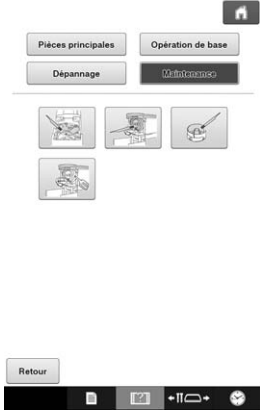 Pièces principales
Opération de base
Dépannage
Maintenance
Retour